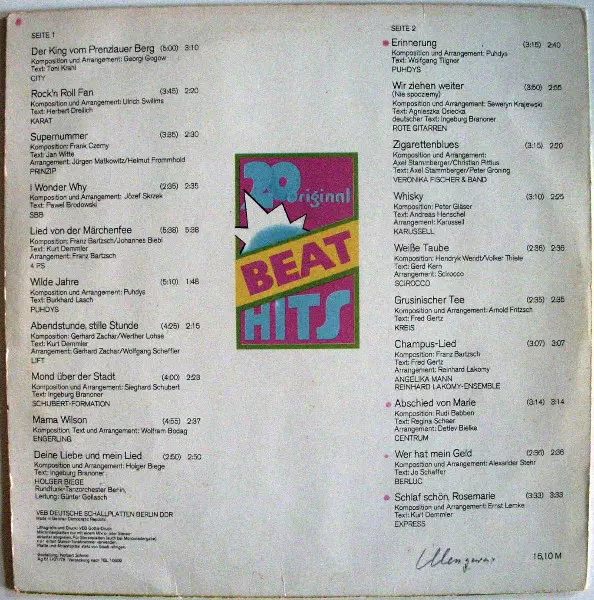 SEITE 1
Der King vom Prenzlauer Berg (5:00) 3:10
Komposition und Arrangement: Georgi Gogow
Text: Toni Krahl
CITY
Rock'n Roll Fan (3:45) 2:20
Komposition und Arrangement: Ulrich Swillms
Text: Herbert Dreilich
KARAT
Supernummer (3:35) 2:30
Komposition: Frank Czerny
Text: Jan Witte
Arrangement: Jürgen Matkowitz/Helmut Frommhold
PRINZIP
I Wonder Why (2:35) 2:35
Komposition und Arrangement: Józef Skrzek
Text: Pawel Brodowski
SBB
Lied von der Märchenfee (5:38) 5:38
Komposition: Franz Bartzsch/Johannes Biebl
Text: Kurt Demmler
Arrangement: Franz Bartzsch
4 PS
Wilde Jahre (5:10) 1:48
Komposition und Arrangement: Puhdys
Text: Burkhard Lasch
PUHDYS
Abendstunde, stille Stunde (4:25) 2:15
Komposition: Gerhard Zachar/Werther Lohse
Text: Kurt Demmler
Arrangement: Gerhard Zachar/Wolfgang Scheffler
LIFT
Mond über der Stadt (4:00) 2:23
Komposition und Arrangement: Sieghard Schubert
Text: Ingeburg Branoner
SCHUBERT-FORMATION
Mama Wilson (4:55) 2:37
Komposition, Text und Arrangement: Wolfram Bodag
ENGERLING
Deine Liebe und mein Lied (2:50) 2:50
Komposition und Arrangement: Holger Biege
Text: Ingeburg Branoner
HOLGER BIEGE
Rundfunk-Tanzorchester Berlin,
Leitung: Günter Gollasch
VEB DEUTSCHE SCHALLPLATTEN BERLIN DDR
Made in German Democratic Republic
20 original
BEAT
HITS
SEITE 2
Erinnerung (3:15) 2:40
Komposition und Arrangement: Puhdys
Text: Wolfgang Tilgner
PUHDYS
Wir ziehen weiter (3:50) 2:55
(Nie spoczniemy)
Komposition und Arrangement: Seweryn Krajewski
Text: Agnieszka Osiecka
deutscher Text: Ingeburg Branoner
ROTE GITARREN
Zigarettenblues (3:15) 2:20
Komposition und Arrangement:
Axel Stammberger/Christian Pittius
Text: Axel Stammberger/Peter Gröning
VERONIKA FISCHER & BAND
Whisky (3:10) 2:25
Komposition: Peter Gläser
Text: Andreas Henschel
Arrangement: Karussell
KARUSSELL
Weiße Taube (2:36) 2:36
Komposition: Hendryk Wendt/Volker Thiele
Text: Gerd Kern
Arrangement: Scirocco
SCIROCCO
Grusinischer Tee (2:35) 2:35
Komposition und Arrangement: Arnold Fritzsch
Text: Fred Gertz
KREIS
Champus-Lied (3:07) 3:07
Komposition: Franz Bartzsch
Text: Fred Gertz
Arrangement: Reinhard Lakomy
ANGELIKA MANN
REINHARD LAKOMY-ENSEMBLE
Abschied von Marie (3:14) 3:14
Komposition: Rudi Bebben
Text: Regina Scheer
Arrangement: Detlev Bielke
CENTRUM
Wer hat mein Geld (2:36) 2:36
Komposition und Arrangement: Alexander Stehr
Text: Jo Schaffer
BERLUC
Schlaf schön, Rosemarie (3:33) 3:33
Komposition und Arrangement: Ernst Lemke
Text: Kurt Demmler
EXPRESS
16,10 M